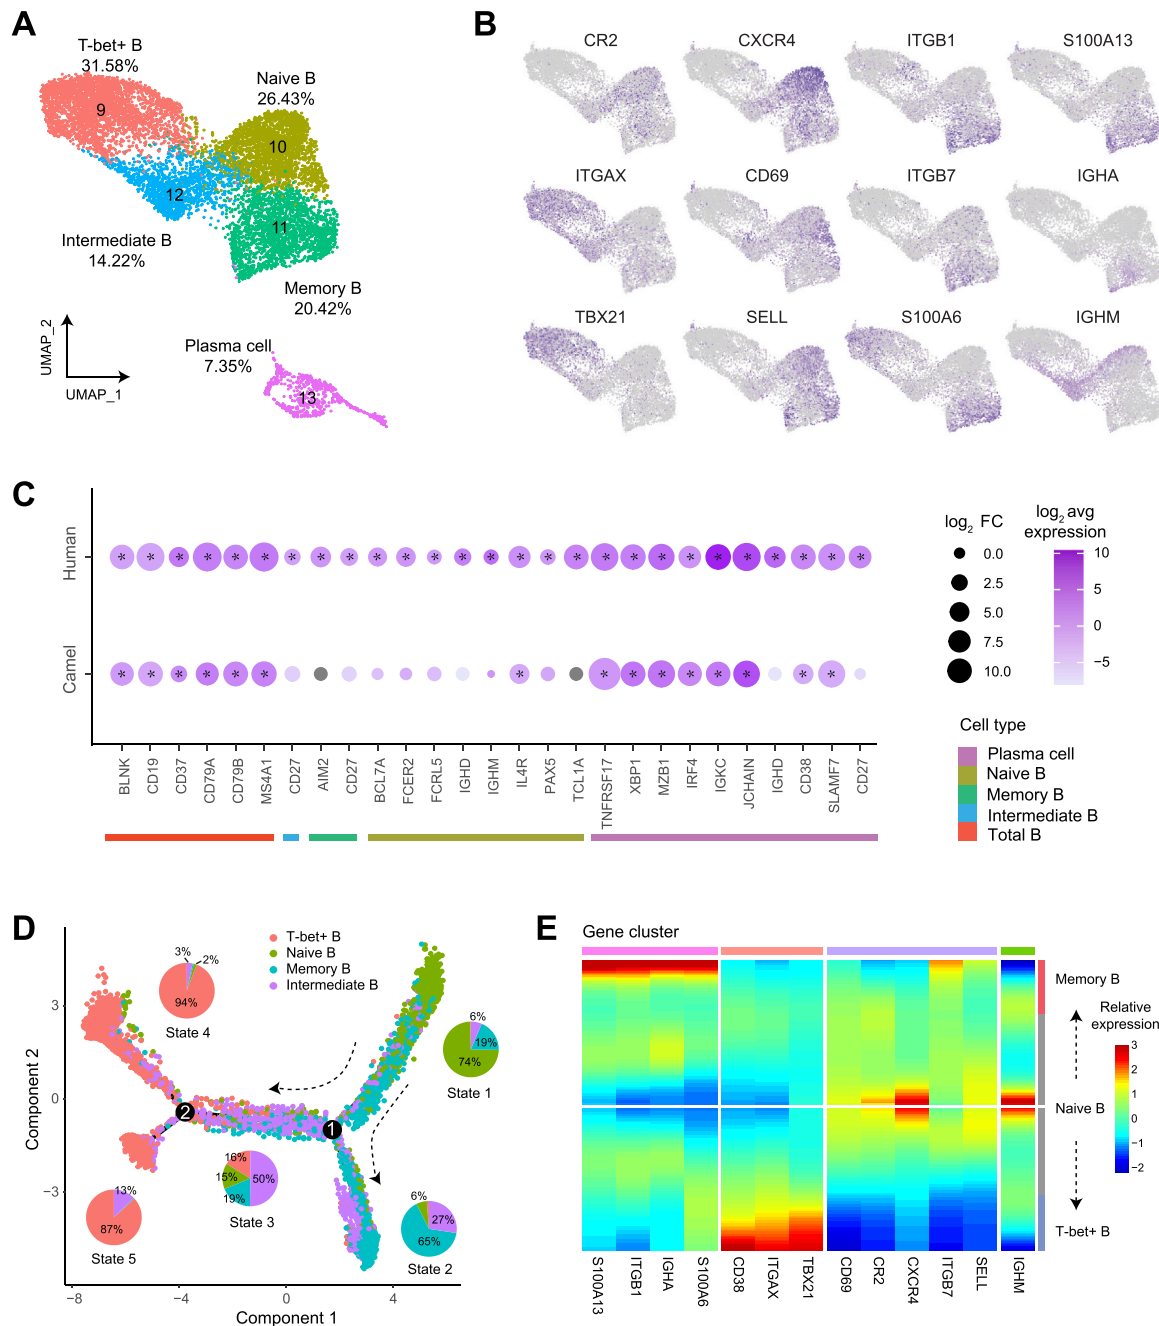 A
T-bet+ B
31.58%
9
Naive B
26.43%
10
12
11
Intermediate B
14.22%
Memory B
20.42%
Plasma cell
7.35%
13
UMAP_2
UMAP_1
B
CR2
CXCR4
ITGB1
S100A13
ITGAX
CD69
ITGB7
IGHA
TBX21
SELL
S100A6
IGHM
C
Human
Camel
* * * * * * * * * * * * * * * * * * * * * * * * * * *
* * * * * * * * * * * * * * *
BLNK
CD19
CD37
CD79A
CD79B
MS4A1
CD27
AIM2
CD27
BCL7A
FCER2
FCRL5
IGHD
IGHM
IL4R
PAX5
TCL1A
TNFRSF17
XBP1
MZB1
IRF4
IGKC
JCHAIN
IGHD
CD38
SLAMF7
CD27
log2 FC
0.0
2.5
5.0
7.5
10.0
log2 avg
expression
10
5
0
−5
Cell type
Plasma cell
Naive B
Memory B
Intermediate B
Total B
D
T-bet+ B
Naive B
Memory B
Intermediate B
3% 2%
94%
State 4
6%
19%
74%
State 1
2
1
16%
15%
50%
19%
State 3
13%
87%
State 5
6%
27%
65%
State 2
Component 2
3
0
−3
−8
−4
0
4
Component 1
E
Gene cluster
Memory B
Naive B
T-bet+ B
Relative
expression
3
2
1
0
−1
−2
S100A13
ITGB1
IGHA
S100A6
CD38
ITGAX
TBX21
CD69
CR2
CXCR4
ITGB7
SELL
IGHM